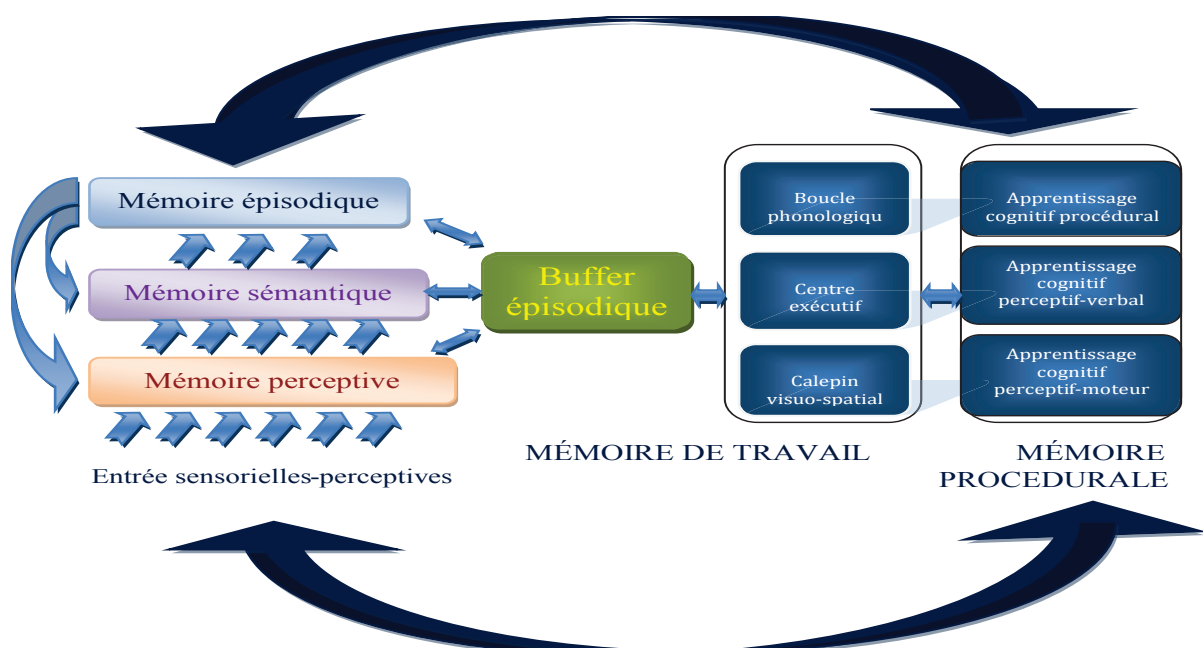 Mémoire épisodique
Mémoire sémantique
Mémoire perceptive
Entrée sensorielles-perceptives
Buffer
épisodique
Boucle
phonologiqu
Centre
exécutif
Calepin
visuo-spatial
MÉMOIRE DE TRAVAIL
Apprentissage
cognitif procédural
Apprentissage
cognitif
perceptif-verbal
Apprentissage
cognitif
perceptif-moteur
MÉMOIRE
PROCEDURALE